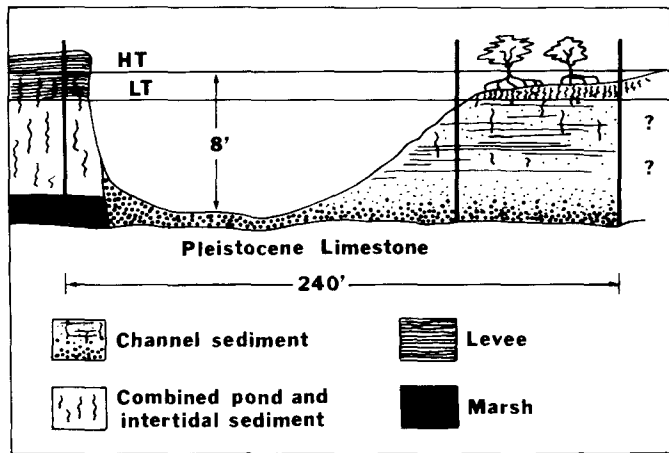 HT
LT
8'
?
?
Pleistocene Limestone
240'
Channel sediment
Levee
Combined pond and
intertidal sediment
Marsh